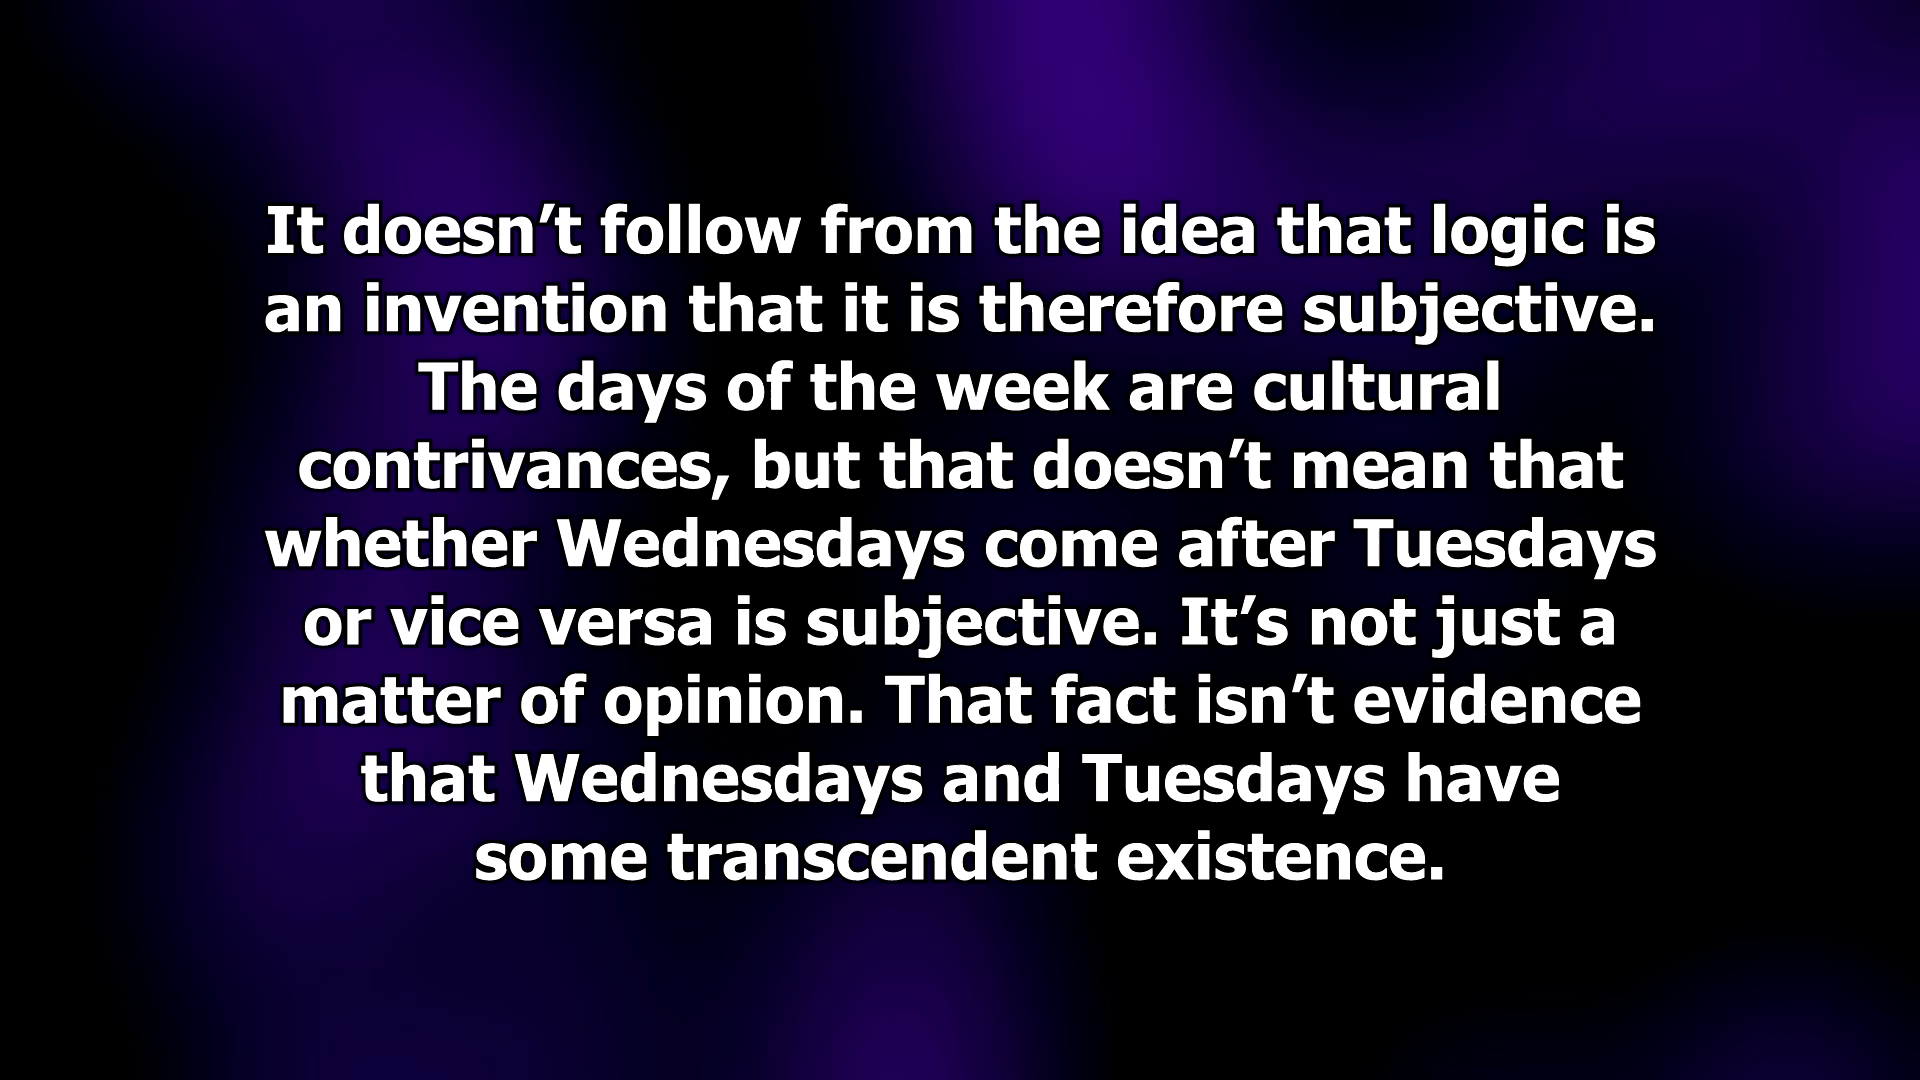 It doesn’t follow from the idea that logic is
an invention that it is therefore subjective.
The days of the week are cultural
contrivances, but that doesn’t mean that
whether Wednesdays come after Tuesdays
or vice versa is subjective. It’s not just a
matter of opinion. That fact isn’t evidence
that Wednesdays and Tuesdays have
some transcendent existence.